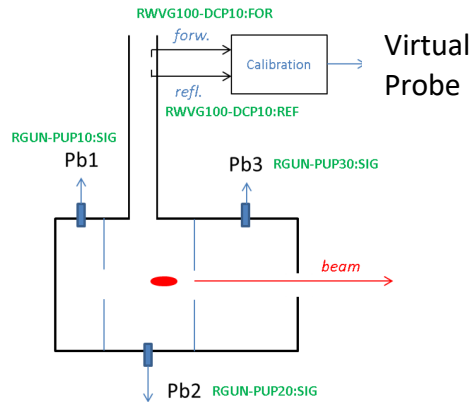 RWVG100-DCP10:FOR
forw.
Calibration
Virtual
Probe
refl.
RWVG100-DCP10:REF
RGUN-PUP10:SIG
Pb1
Pb3
RGUN-PUP30:SIG
beam
Pb2
RGUN-PUP20:SIG